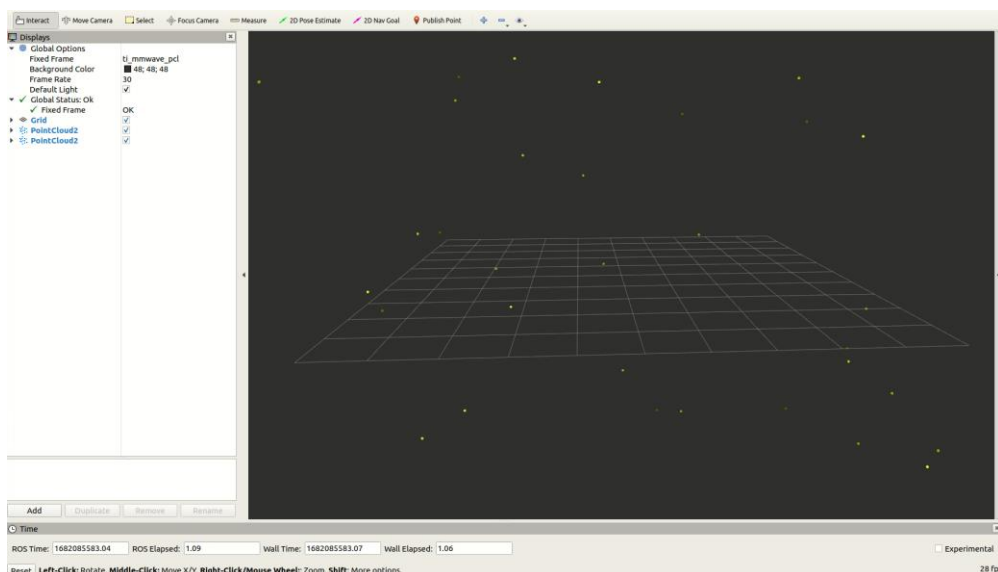 Interact Move Camera Select Focus Camera Measure 2D Pose Estimate 2D Nav Goal Publish Point
Displays
Global Options
Fixed Frame ti_mmwave_pcl
Background Color 48; 48; 48
Frame Rate 30
Default Light
Global Status: Ok
Fixed Frame OK
Grid
PointCloud2
PointCloud2
Add Duplicate Remove Rename
Time
ROS Time: 1682085583.04 ROS Elapsed: 1.09 Wall Time: 1682085583.07 Wall Elapsed: 1.06 Experimental
Reset Left-Click: Rotate. Middle-Click: Move X/Y. Right-Click/Mouse Wheel: Zoom. Shift: More options. 28 fp